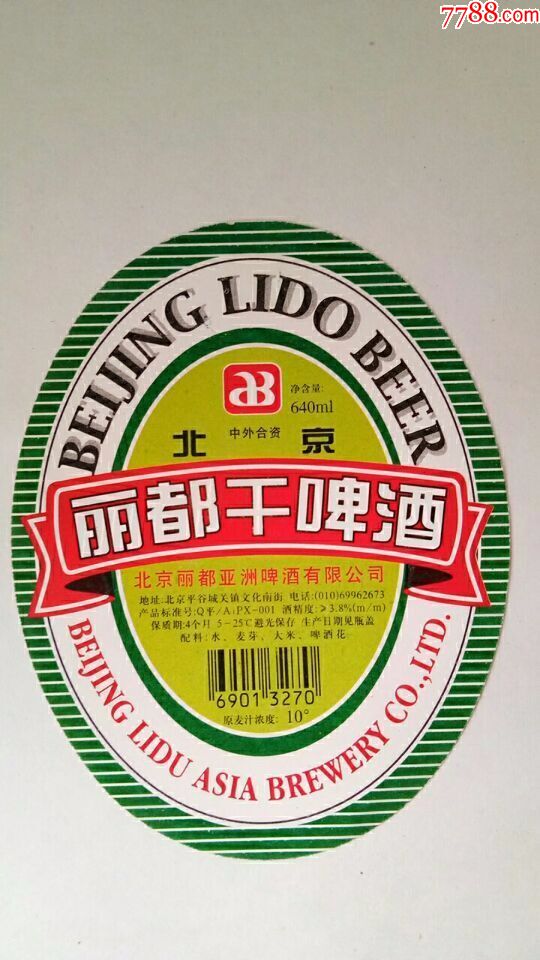 7788.com
BEIJING LIDO BEER
aB
净含量:
640ml
中外合资
北京
丽都干啤酒
北京丽都亚洲啤酒有限公司
地址:北京平谷城关镇文化南街 电话:(010)69962673
产品标准号:Q平/A:PX-001 酒精度:≥3.8%(m/m)
保质期:4个月 5-25℃避光保存 生产日期见瓶盖
配料:水、麦芽、大米、啤酒花
6901 3270
原麦汁浓度: 10°
BEIJING LIDU ASIA BREWERY CO.,LTD.